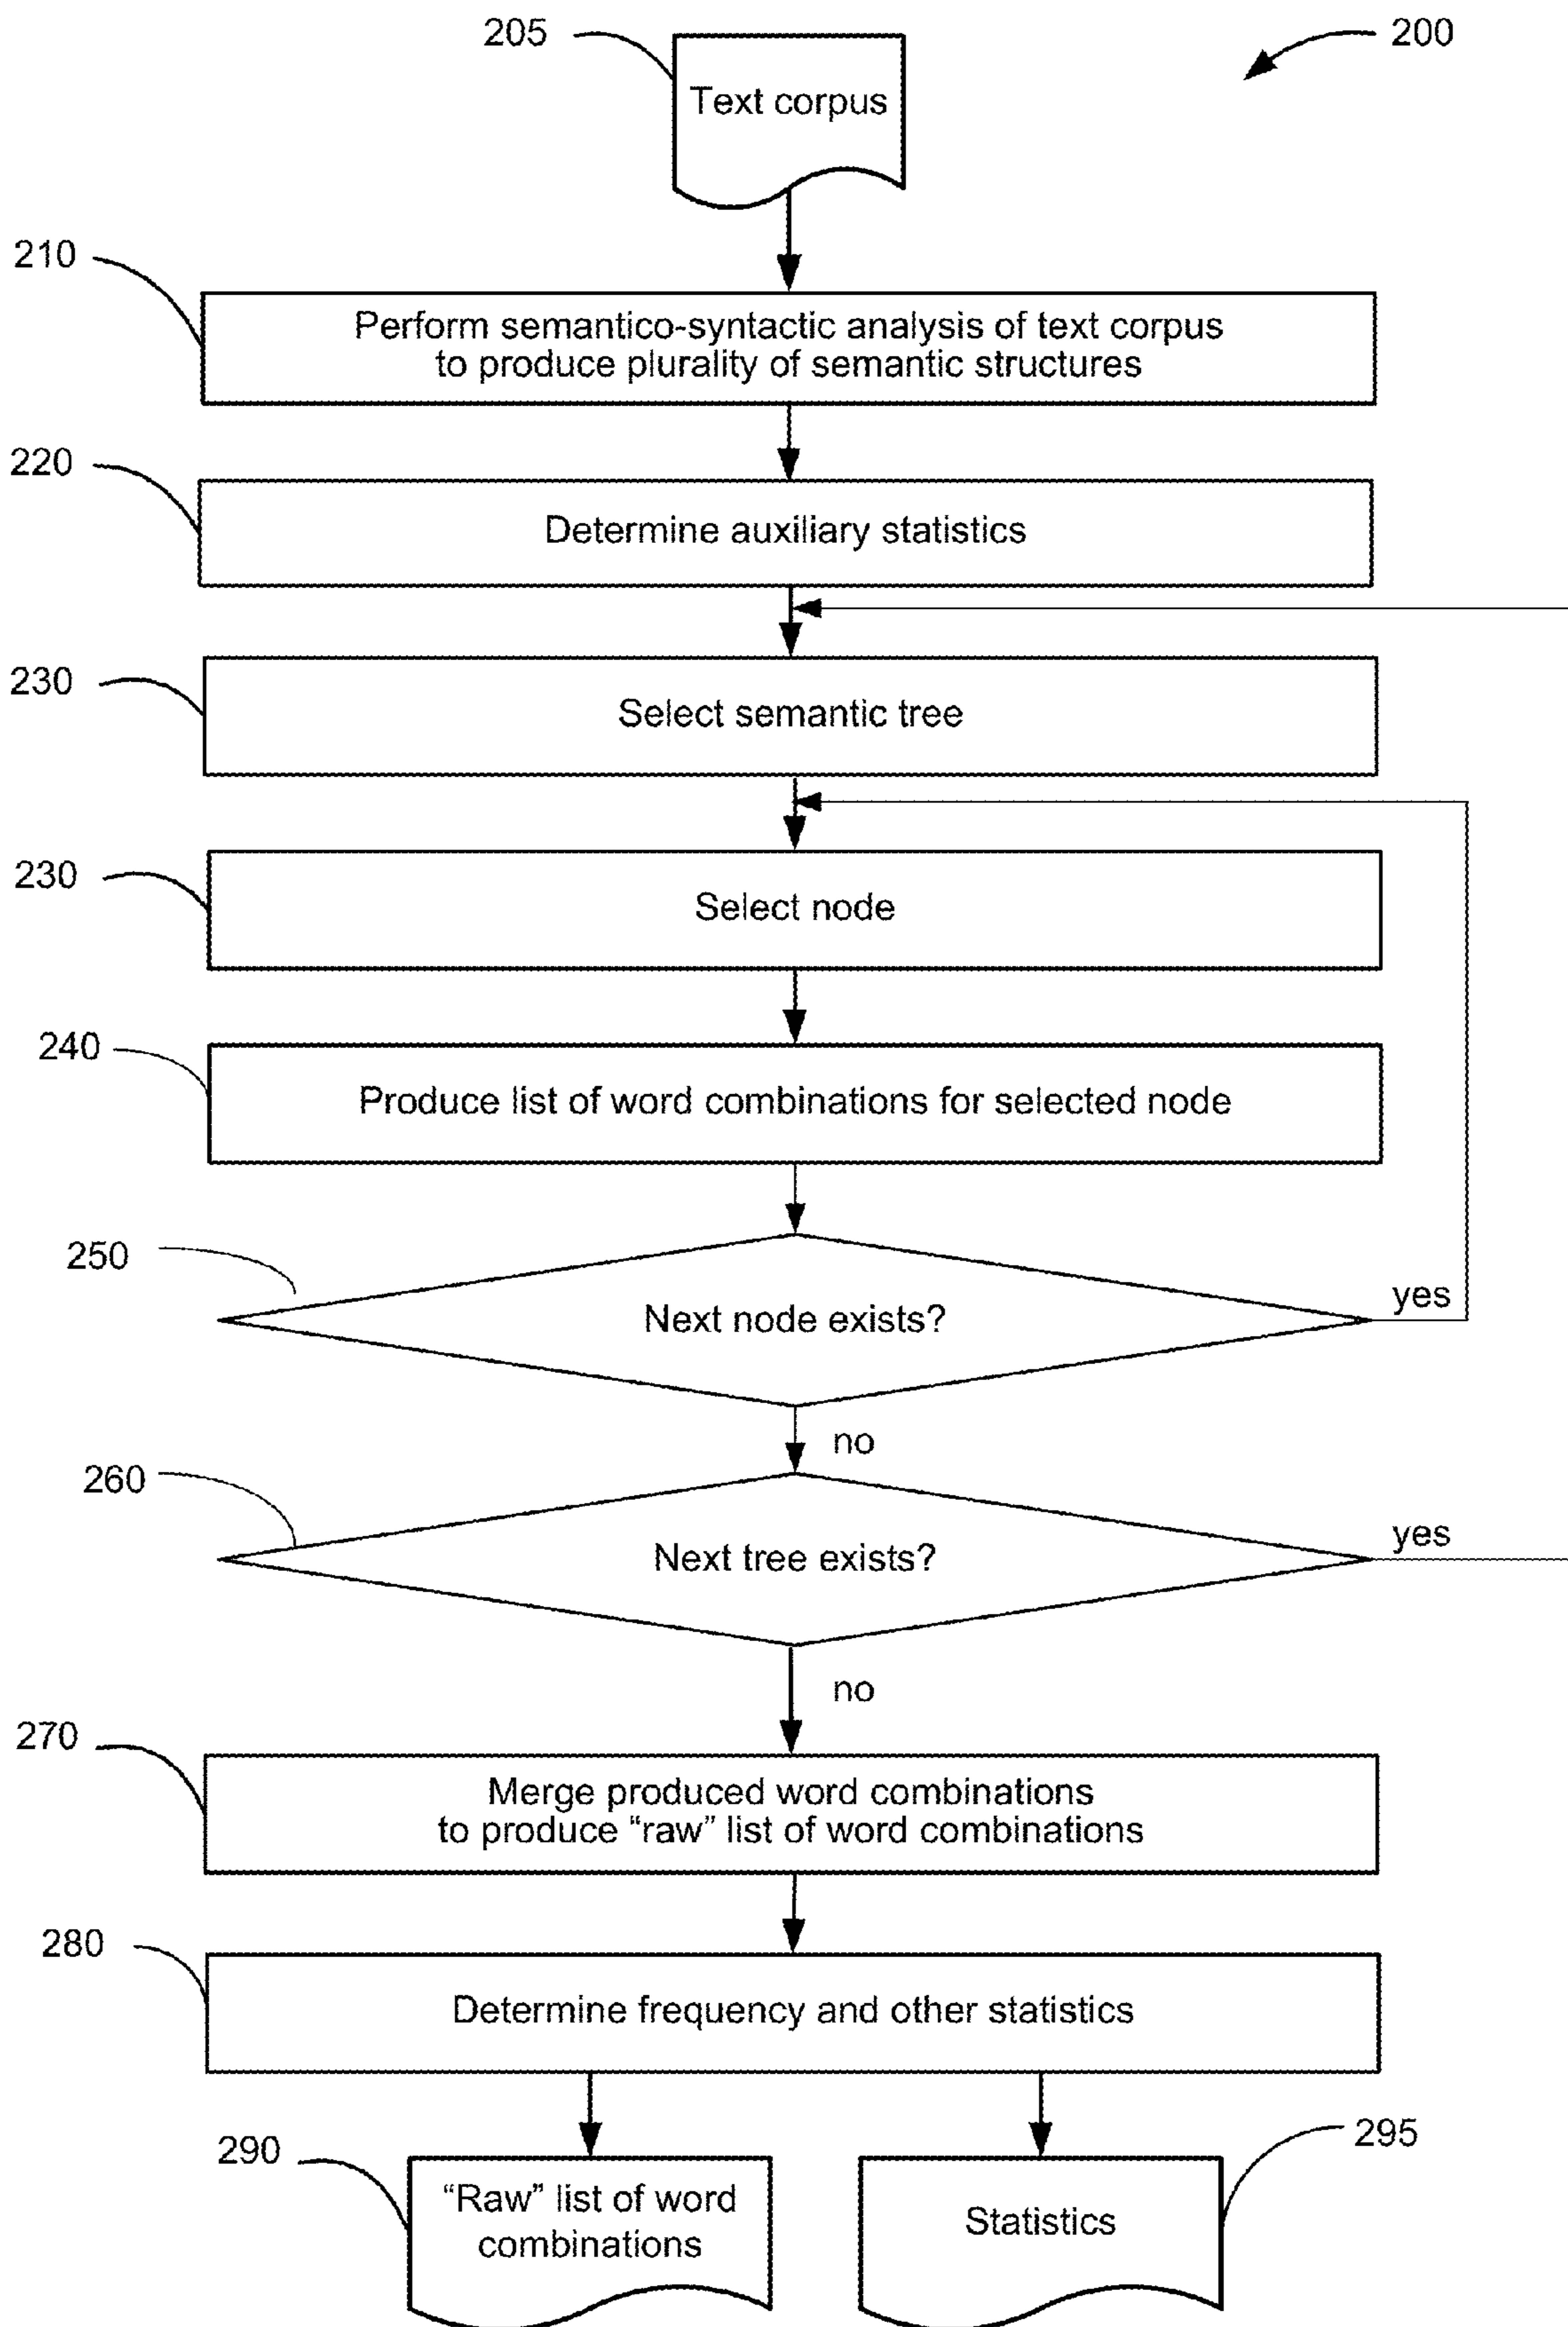 205
200
Text corpus
210
Perform semantico-syntactic analysis of text corpus
to produce plurality of semantic structures
220
Determine auxiliary statistics
230
Select semantic tree
230
Select node
240
Produce list of word combinations for selected node
250
Next node exists?
yes
no
260
Next tree exists?
yes
no
270
Merge produced word combinations
to produce “raw” list of word combinations
280
Determine frequency and other statistics
290
“Raw” list of word
combinations
295
Statistics